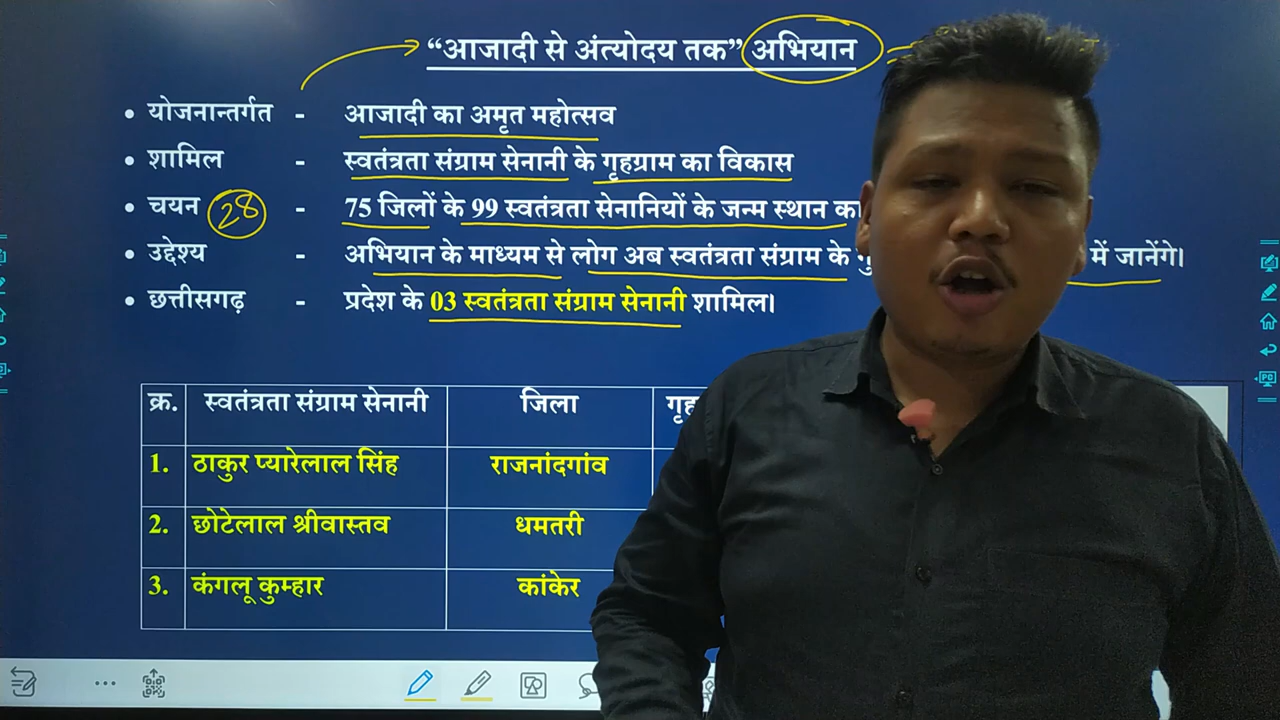 “आजादी से अंत्योदय तक” अभियान
• योजनान्तर्गत - आजादी का अमृत महोत्सव
• शामिल - स्वतंत्रता संग्राम सेनानी के गृहग्राम का विकास
• चयन 28 - 75 जिलों के 99 स्वतंत्रता सेनानियों के जन्म स्थान का
• उद्देश्य - अभियान के माध्यम से लोग अब स्वतंत्रता संग्राम के में जानेंगे।
• छत्तीसगढ़ - प्रदेश के 03 स्वतंत्रता संग्राम सेनानी शामिल।
क्र. स्वतंत्रता संग्राम सेनानी जिला
1. ठाकुर प्यारेलाल सिंह राजनांदगांव
2. छोटेलाल श्रीवास्तव धमतरी
3. कंगलू कुम्हार कांकेर